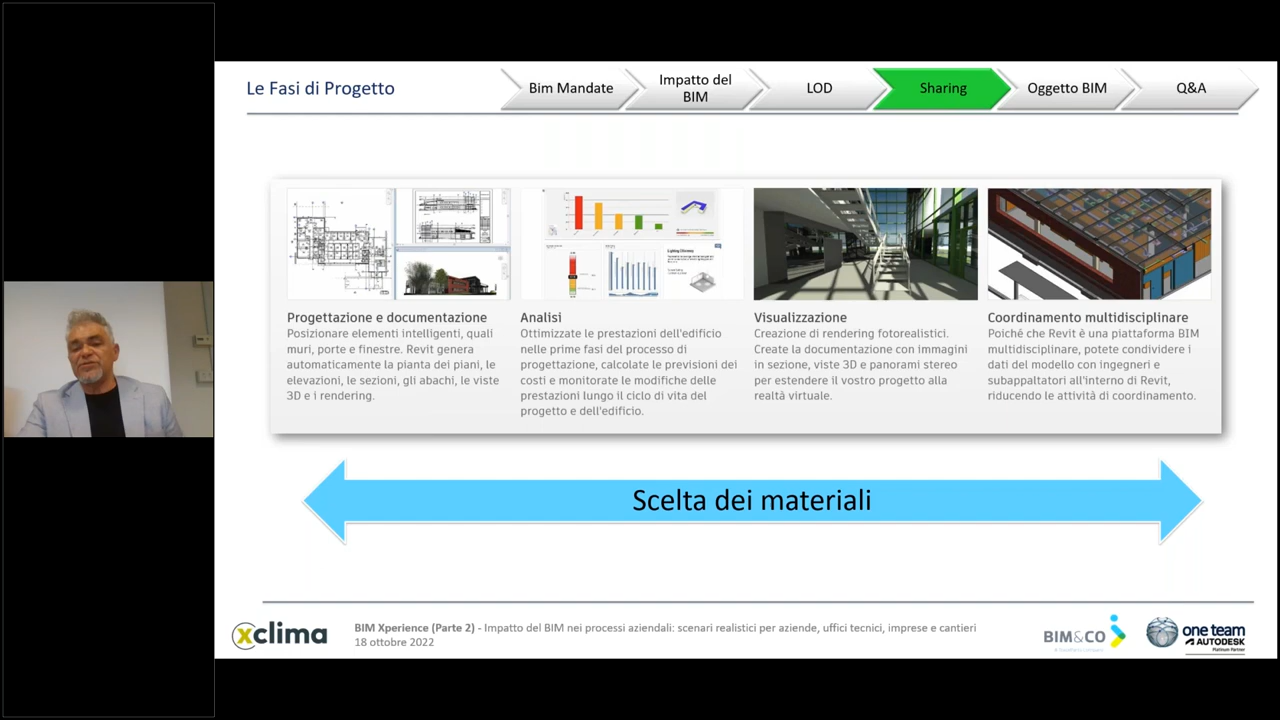 Le Fasi di Progetto
Bim Mandate
Impatto del
BIM
LOD
Sharing
Oggetto BIM
Q&A
Progettazione e documentazione
Posizionare elementi intelligenti, quali
muri, porte e finestre. Revit genera
automaticamente la pianta dei piani, le
elevazioni, le sezioni, gli abachi, le viste
3D e i rendering.
Analisi
Ottimizzate le prestazioni dell'edificio
nelle prime fasi del processo di
progettazione, calcolate le previsioni dei
costi e monitorate le modifiche delle
prestazioni lungo il ciclo di vita del
progetto e dell'edificio.
Visualizzazione
Creazione di rendering fotorealistici.
Create la documentazione con immagini
in sezione, viste 3D e panorami stereo
per estendere il vostro progetto alla
realtà virtuale.
Coordinamento multidisciplinare
Poiché che Revit è una piattaforma BIM
multidisciplinare, potete condividere i
dati del modello con ingegneri e
subappaltatori all'interno di Revit,
riducendo le attività di coordinamento.
Scelta dei materiali
xclima
BIM Xperience (Parte 2) - Impatto del BIM nei processi aziendali: scenari realistici per aziende, uffici tecnici, imprese e cantieri
18 ottobre 2022
BIM&CO
one team
AUTODESK
Platinum Partner